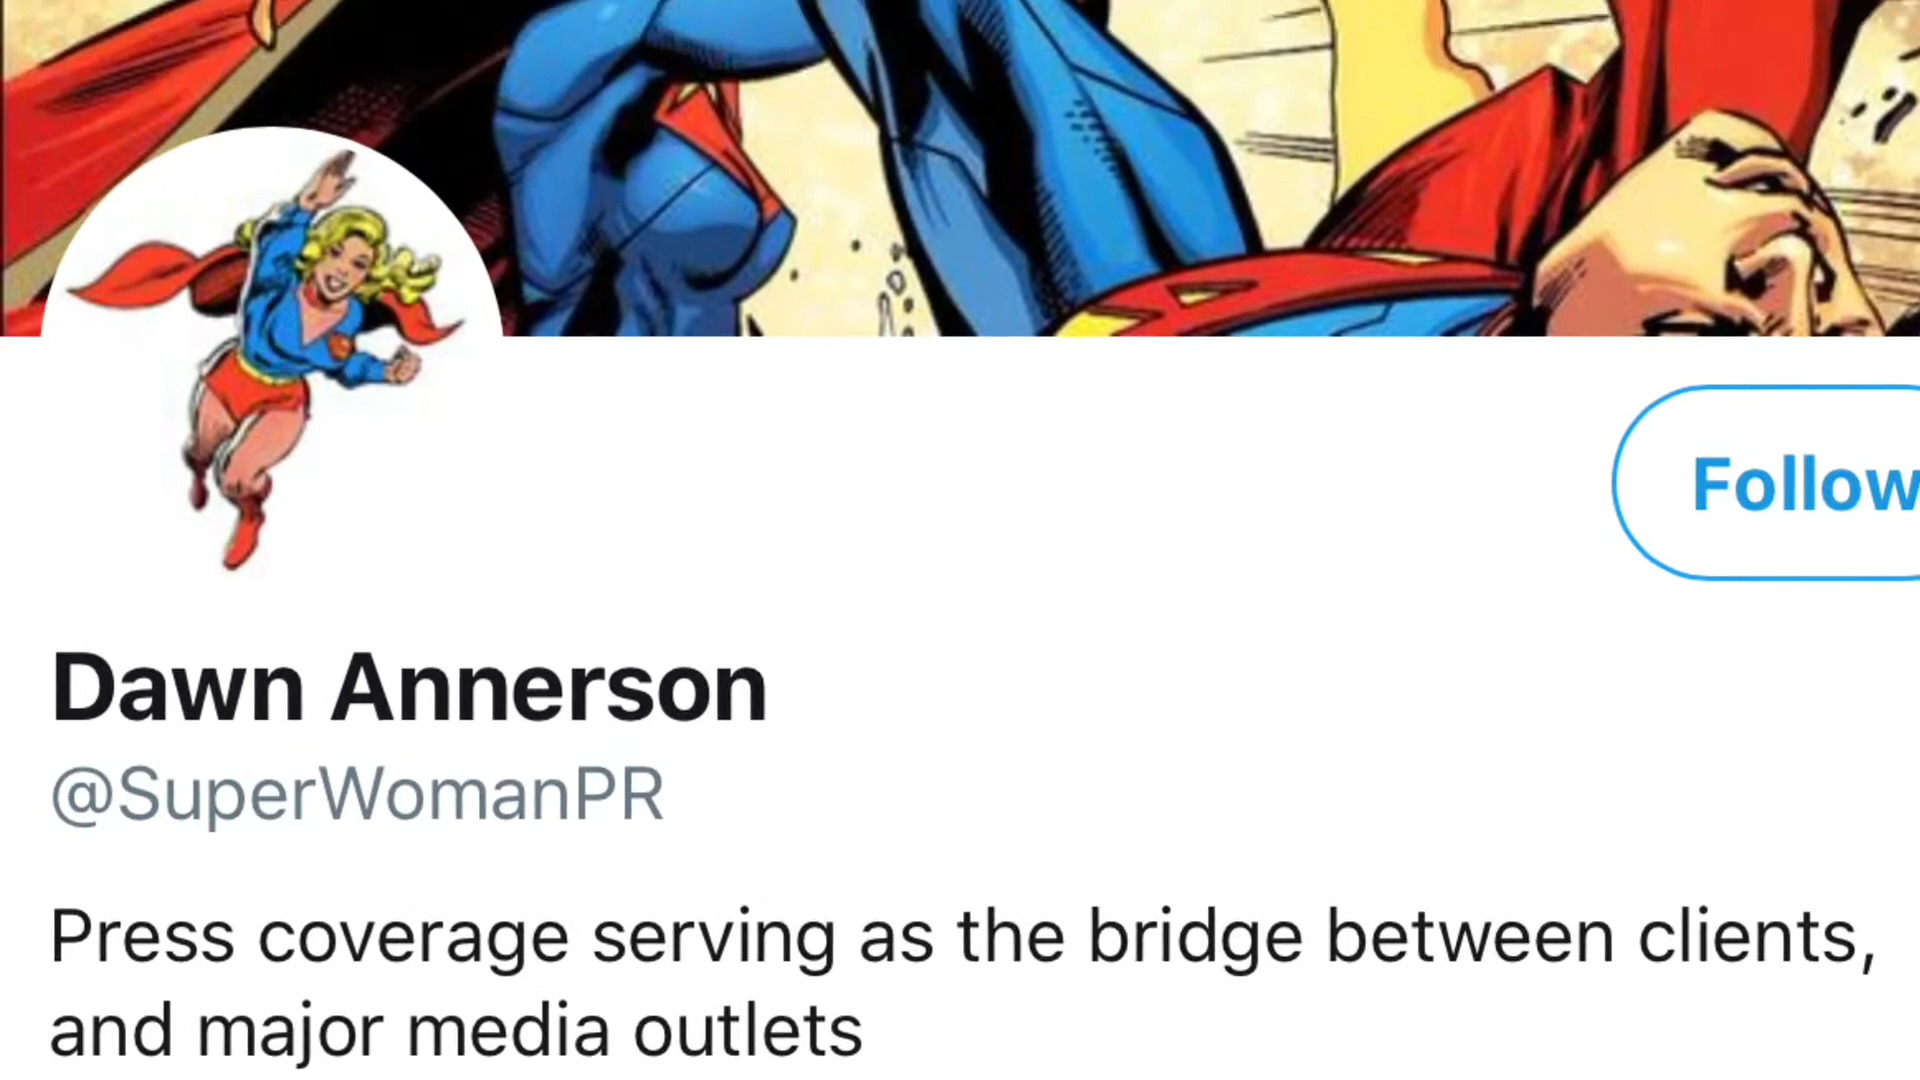 Follow
Dawn Annerson
@SuperWomanPR
Press coverage serving as the bridge between clients,
and major media outlets